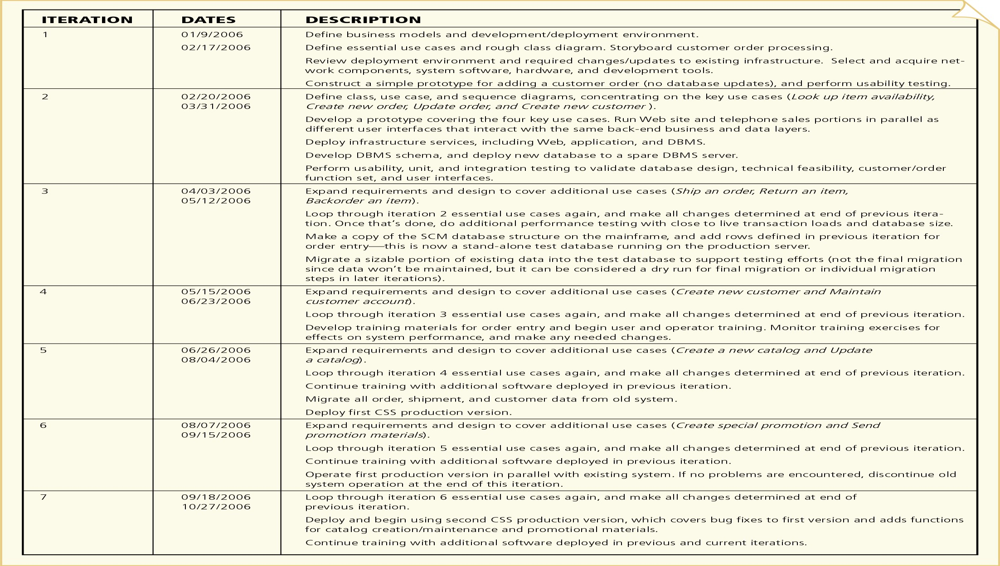 ITERATION DATES DESCRIPTION
1 01/9/2006 Define business models and development/deployment environment.
02/17/2006 Define essential use cases and rough class diagram. Storyboard customer order processing.
Review deployment environment and required changes/updates to existing infrastructure. Select and acquire net-
work components, system software, hardware, and development tools.
Construct a simple prototype for adding a customer order (no database updates), and perform usability testing.
2 02/20/2006 Define class, use case, and sequence diagrams, concentrating on the key use cases (Look up item availability,
03/31/2006 Create new order, Update order, and Create new customer ).
Develop a prototype covering the four key use cases. Run Web site and telephone sales portions in parallel as
different user interfaces that interact with the same back-end business and data layers.
Deploy infrastructure services, including Web, application, and DBMS.
Develop DBMS schema, and deploy new database to a spare DBMS server.
Perform usability, unit, and integration testing to validate database design, technical feasibility, customer/order
function set, and user interfaces.
3 04/03/2006 Expand requirements and design to cover additional use cases (Ship an order, Return an item,
05/12/2006 Backorder an item).
Loop through iteration 2 essential use cases again, and make all changes determined at end of previous itera-
tion. Once that’s done, do additional performance testing with close to live transaction loads and database size.
Make a copy of the SCM database structure on the mainframe, and add rows defined in previous iteration for
order entry—this is now a stand-alone test database running on the production server.
Migrate a sizable portion of existing data into the test database to support testing efforts (not the final migration
since data won’t be maintained, but it can be considered a dry run for final migration or individual migration
steps in later iterations).
4 05/15/2006 Expand requirements and design to cover additional use cases (Create new customer and Maintain
06/23/2006 customer account).
Loop through iteration 3 essential use cases again, and make all changes determined at end of previous iteration.
Develop training materials for order entry and begin user and operator training. Monitor training exercises for
effects on system performance, and make any needed changes.
5 06/26/2006 Expand requirements and design to cover additional use cases (Create a new catalog and Update
08/04/2006 a catalog).
Loop through iteration 4 essential use cases again, and make all changes determined at end of previous iteration.
Continue training with additional software deployed in previous iteration.
Migrate all order, shipment, and customer data from old system.
Deploy first CSS production version.
6 08/07/2006 Expand requirements and design to cover additional use cases (Create special promotion and Send
09/15/2006 promotion materials).
Loop through iteration 5 essential use cases again, and make all changes determined at end of previous iteration.
Continue training with additional software deployed in previous iteration.
Operate first production version in parallel with existing system. If no problems are encountered, discontinue old
system operation at the end of this iteration.
7 09/18/2006 Loop through iteration 6 essential use cases again, and make all changes determined at end of
10/27/2006 previous iteration.
Deploy and begin using second CSS production version, which covers bug fixes to first version and adds functions
for catalog creation/maintenance and promotional materials.
Continue training with additional software deployed in previous and current iterations.